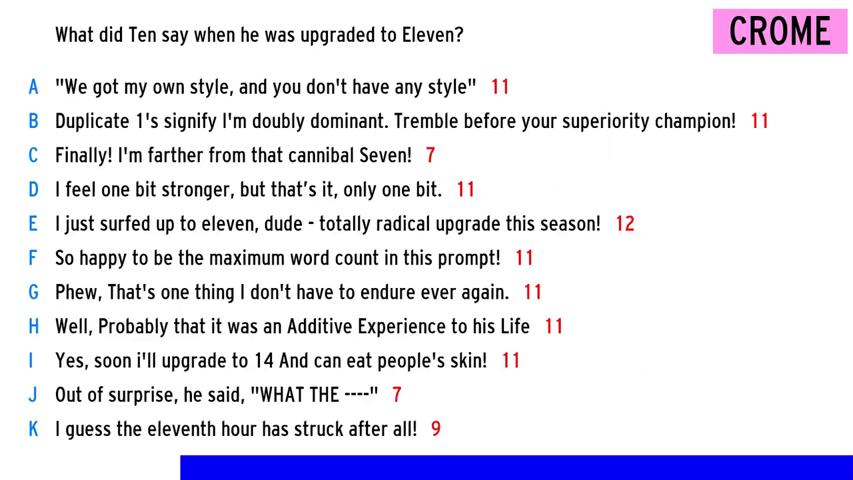 CROME
What did Ten say when he was upgraded to Eleven?
A "We got my own style, and you don't have any style" 11
B Duplicate 1's signify I'm doubly dominant. Tremble before your superiority champion! 11
C Finally! I'm farther from that cannibal Seven! 7
D I feel one bit stronger, but that’s it, only one bit. 11
E I just surfed up to eleven, dude - totally radical upgrade this season! 12
F So happy to be the maximum word count in this prompt! 11
G Phew, That's one thing I don't have to endure ever again. 11
H Well, Probably that it was an Additive Experience to his Life 11
I Yes, soon i'll upgrade to 14 And can eat people's skin! 11
J Out of surprise, he said, "WHAT THE ----" 7
K I guess the eleventh hour has struck after all! 9